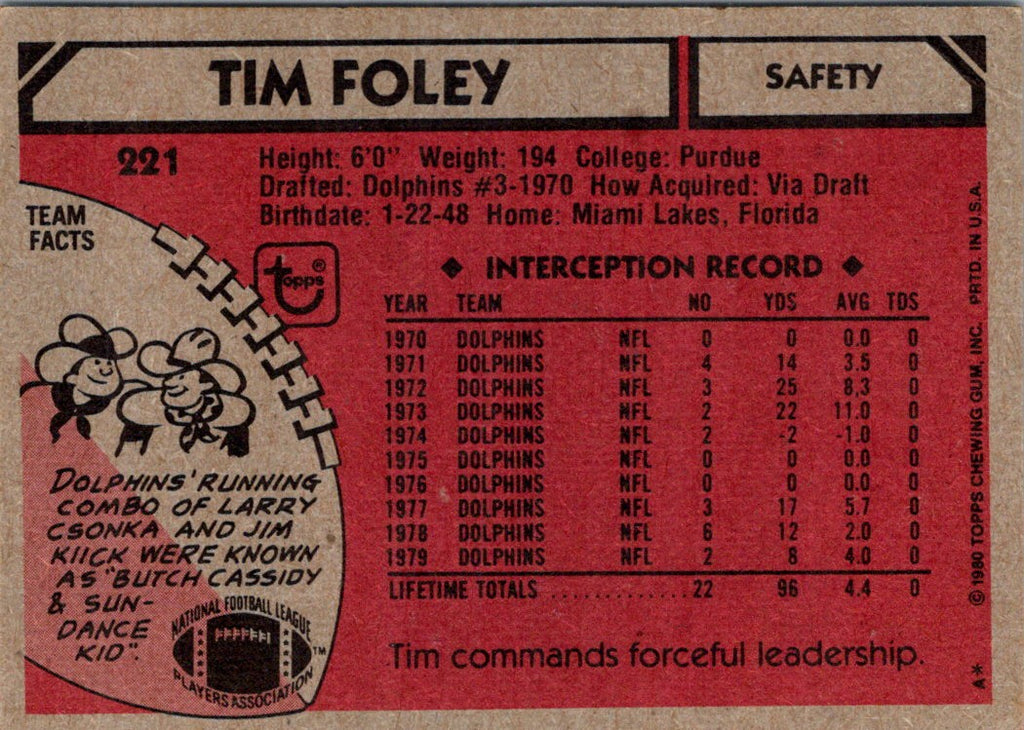 TIM FOLEY
SAFETY
221
Height: 6'0" Weight: 194 College: Purdue
Drafted: Dolphins #3-1970 How Acquired: Via Draft
Birthdate: 1-22-48 Home: Miami Lakes, Florida
TEAM
FACTS
topps®
◆ INTERCEPTION RECORD ◆
YEAR TEAM NO YDS AVG TDS
1970 DOLPHINS NFL 0 0 0.0 0
1971 DOLPHINS NFL 4 14 3.5 0
1972 DOLPHINS NFL 3 25 8.3 0
1973 DOLPHINS NFL 2 22 11.0 0
1974 DOLPHINS NFL 2 -2 -1.0 0
1975 DOLPHINS NFL 0 0 0.0 0
1976 DOLPHINS NFL 0 0 0.0 0
1977 DOLPHINS NFL 3 17 5.7 0
1978 DOLPHINS NFL 6 12 2.0 0
1979 DOLPHINS NFL 2 8 4.0 0
LIFETIME TOTALS ............ 22 96 4.4 0
Tim commands forceful leadership.
DOLPHINS' RUNNING
COMBO OF LARRY
CSONKA AND JIM
KIICK WERE KNOWN
AS "BUTCH CASSIDY
& SUN-
DANCE
KID".
NATIONAL FOOTBALL LEAGUE
PLAYERS ASSOCIATION
TM
©1980 TOPPS CHEWING GUM, INC. PRTD. IN U.S.A.
A*